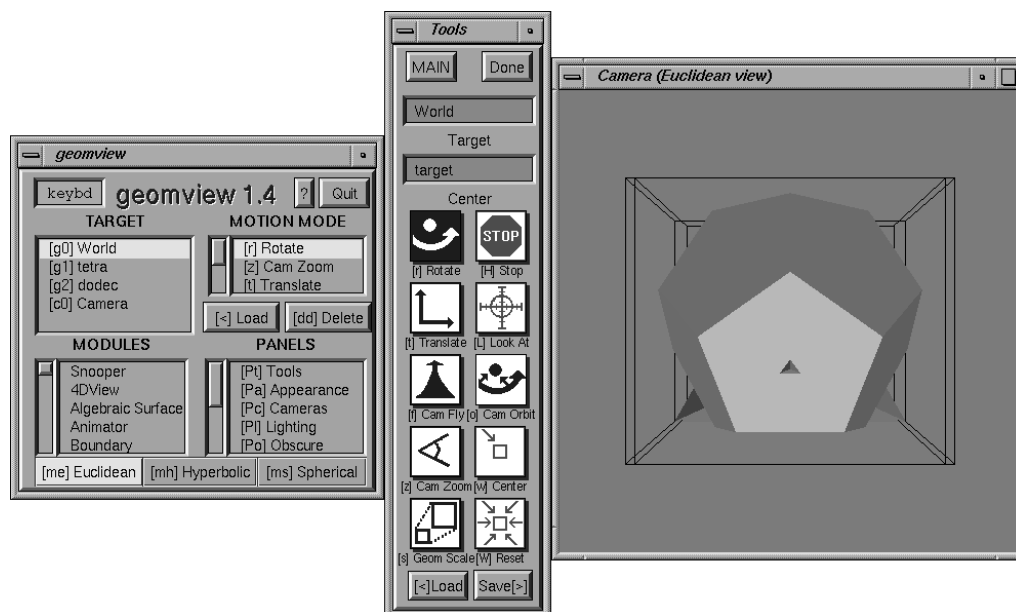 geomview
keybd geomview 1.4 ? Quit
TARGET MOTION MODE
[g0] World
[g1] tetra
[g2] dodec
[c0] Camera
[r] Rotate
[z] Cam Zoom
[t] Translate
[<] Load [dd] Delete
MODULES PANELS
Snooper
4DView
Algebraic Surface
Animator
Boundary
[Pt] Tools
[Pa] Appearance
[Pc] Cameras
[Pl] Lighting
[Po] Obscure
[me] Euclidean [mh] Hyperbolic [ms] Spherical
Tools
MAIN Done
World
Target
target
Center
STOP
[r] Rotate [H] Stop
[t] Translate [L] Look At
[f] Cam Fly [o] Cam Orbit
[z] Cam Zoom [w] Center
[s] Geom Scale [W] Reset
[<]Load Save[>]
Camera (Euclidean view)